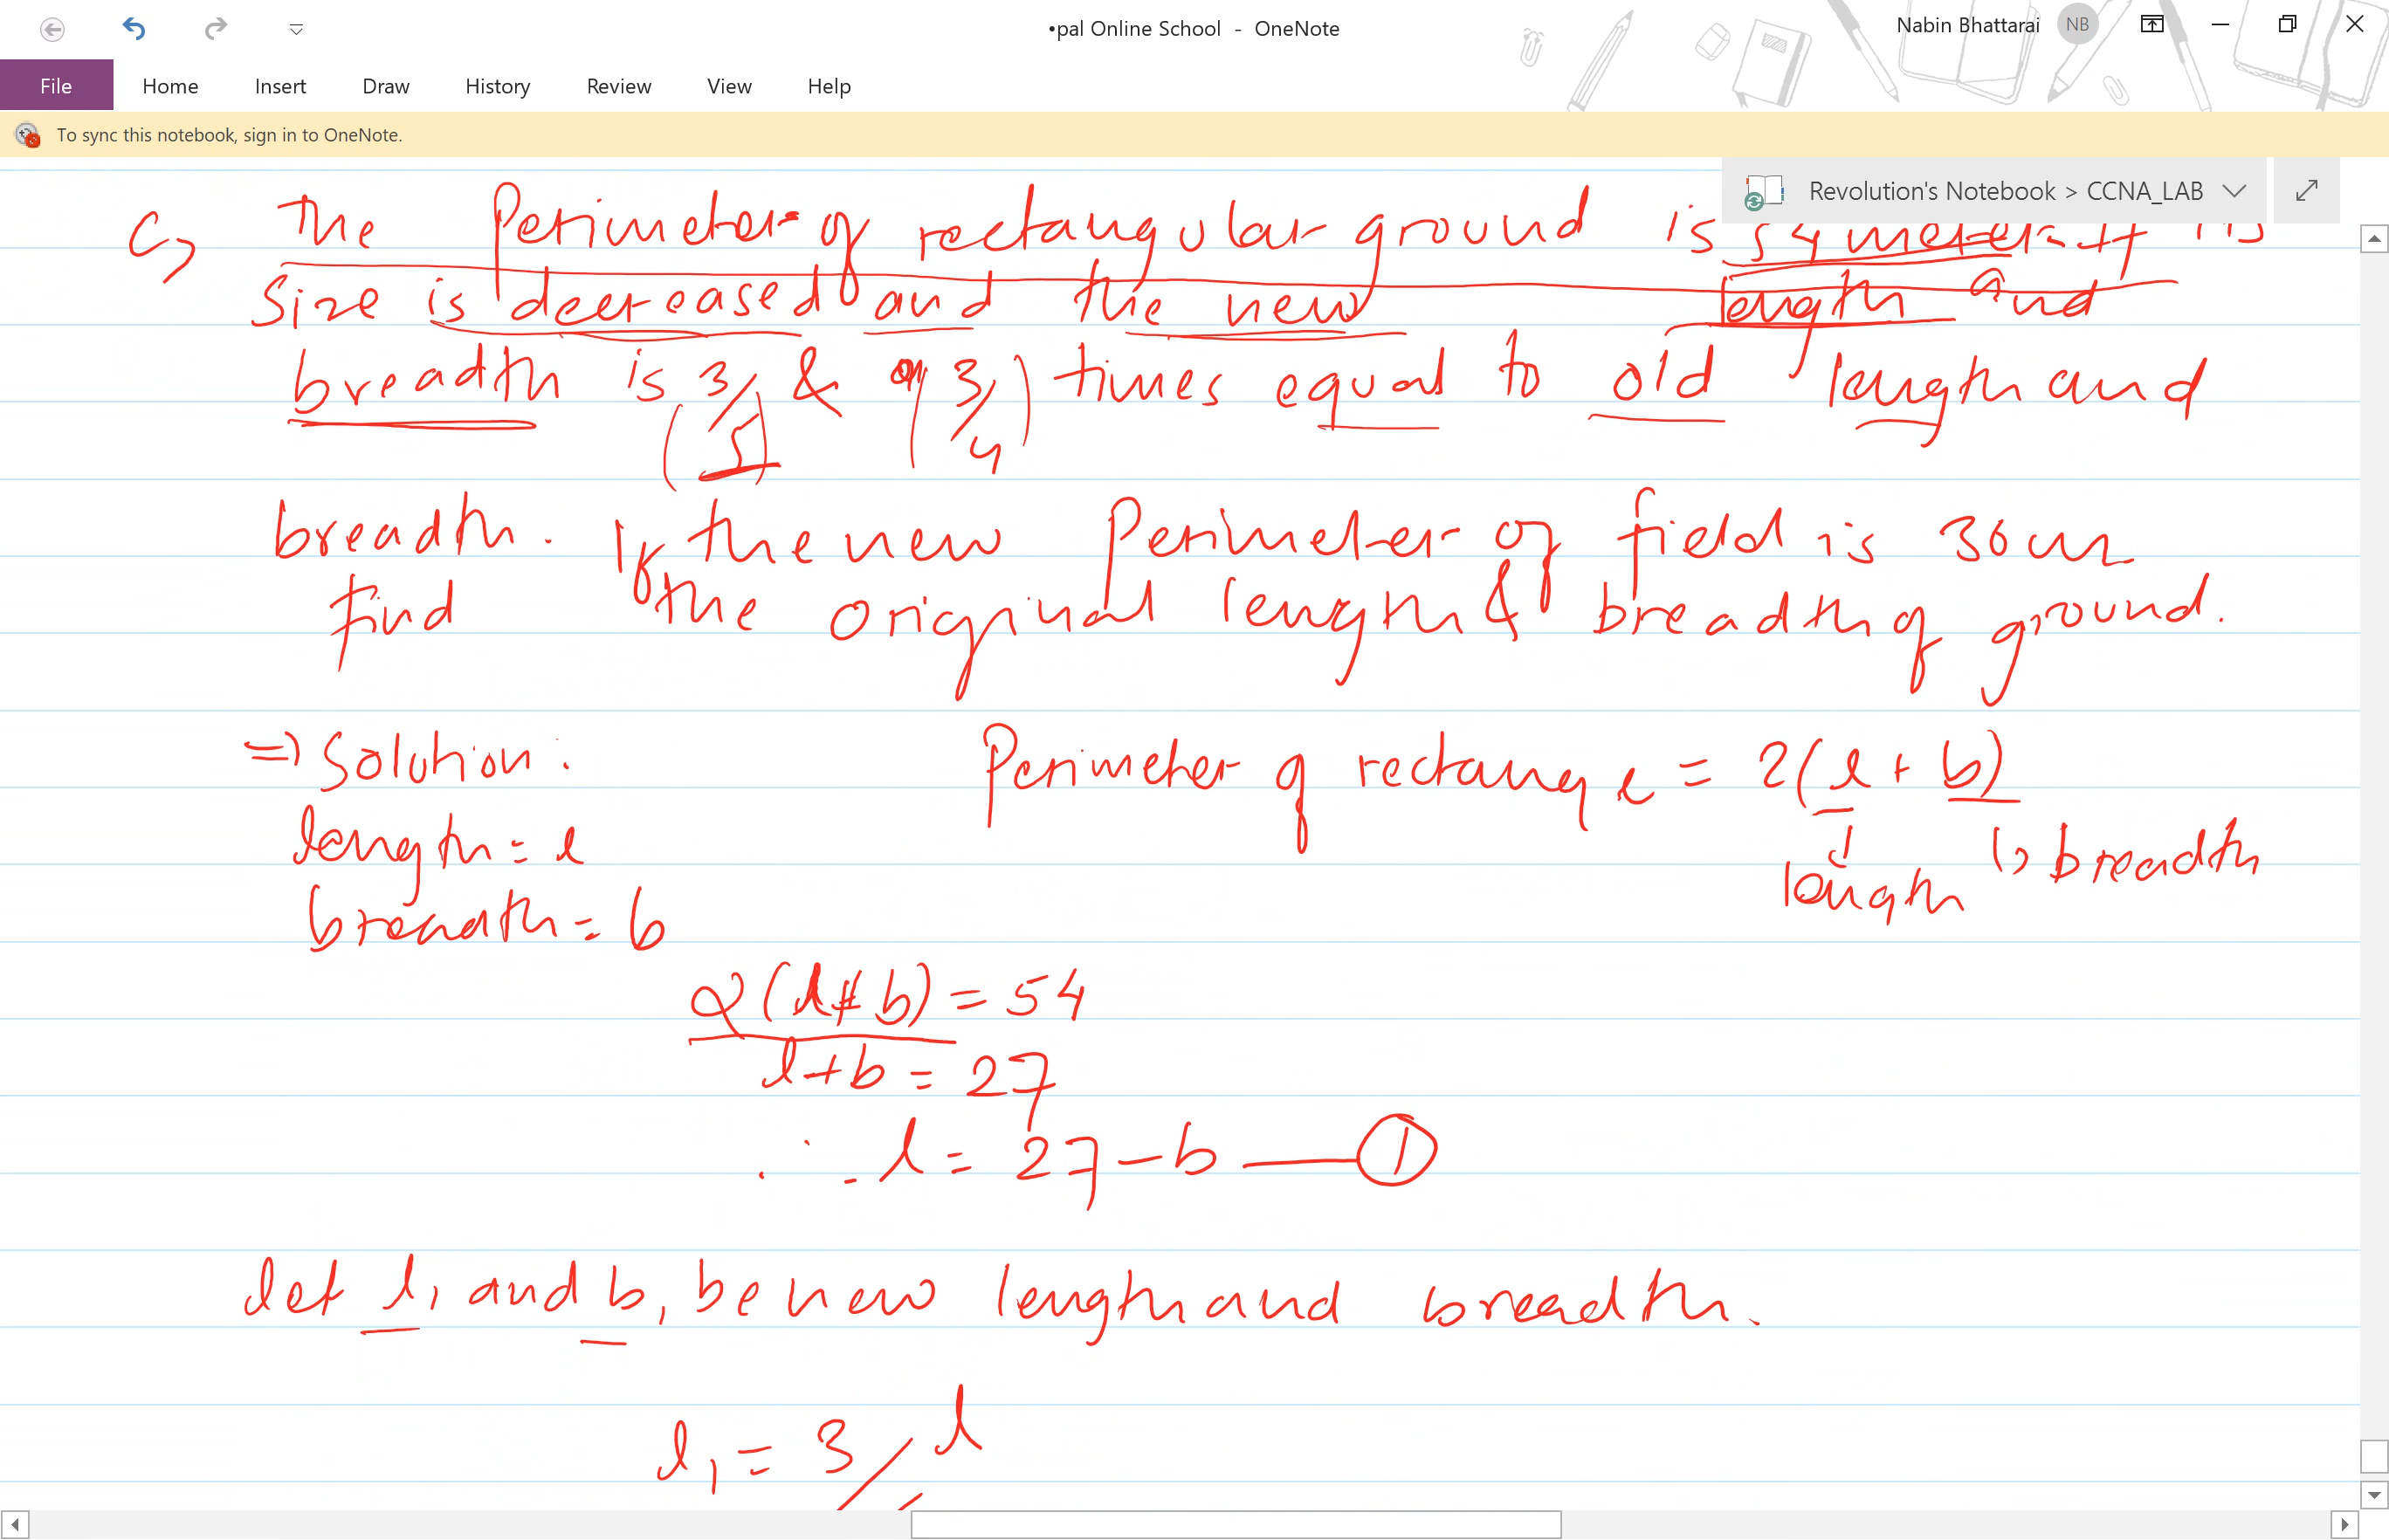 •pal Online School - OneNote
Nabin Bhattarai NB
File Home Insert Draw History Review View Help
To sync this notebook, sign in to OneNote.
Revolution's Notebook > CCNA_LAB
c) The Perimeter of rectangular ground is 54 meter. If its
size is decreased and the new length and
breadth is (3/5) & (3/4) times equal to old length and
breadth. If the new Perimeter of field is 36 m
find the original length & breadth of ground.
=> Solution:
Perimeter of rectangle = 2(l + b)
length = l
length
breadth
breadth = b
2(l+b) = 54
l+b = 27
∴ l = 27 - b — 1
let l1 and b1 be new length and breadth.
l1 = 3/ l